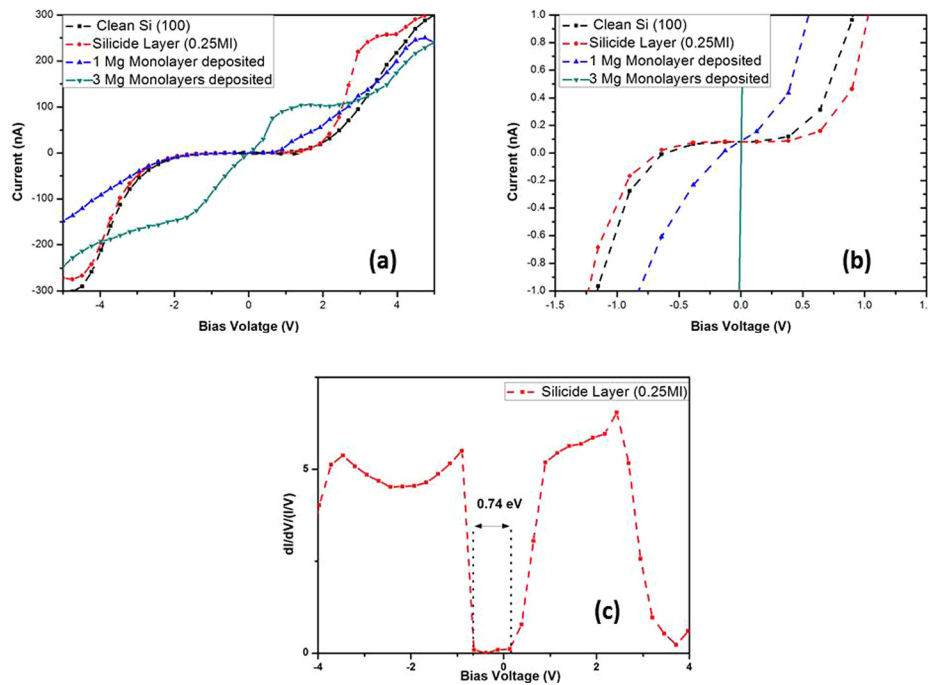 300
200
100
0
-100
-200
-300
Current (nA)
Clean Si (100)
Silicide Layer (0.25Ml)
1 Mg Monolayer deposited
3 Mg Monolayers deposited
(a)
-4 -2 0 2 4
Bias Volatge (V)
1.0
0.8
0.6
0.4
0.2
0.0
-0.2
-0.4
-0.6
-0.8
-1.0
Current (nA)
Clean Si (100)
Silicide Layer (0.25Ml)
1 Mg Monolayer deposited
3 Mg Monolayers deposited
(b)
-1.5 -1.0 -0.5 0.0 0.5 1.0 1.
Bias Voltage (V)
Silicide Layer (0.25Ml)
5
0
dI/dV/(I/V)
0.74 eV
(c)
-4 -2 0 2 4
Bias Voltage (V)